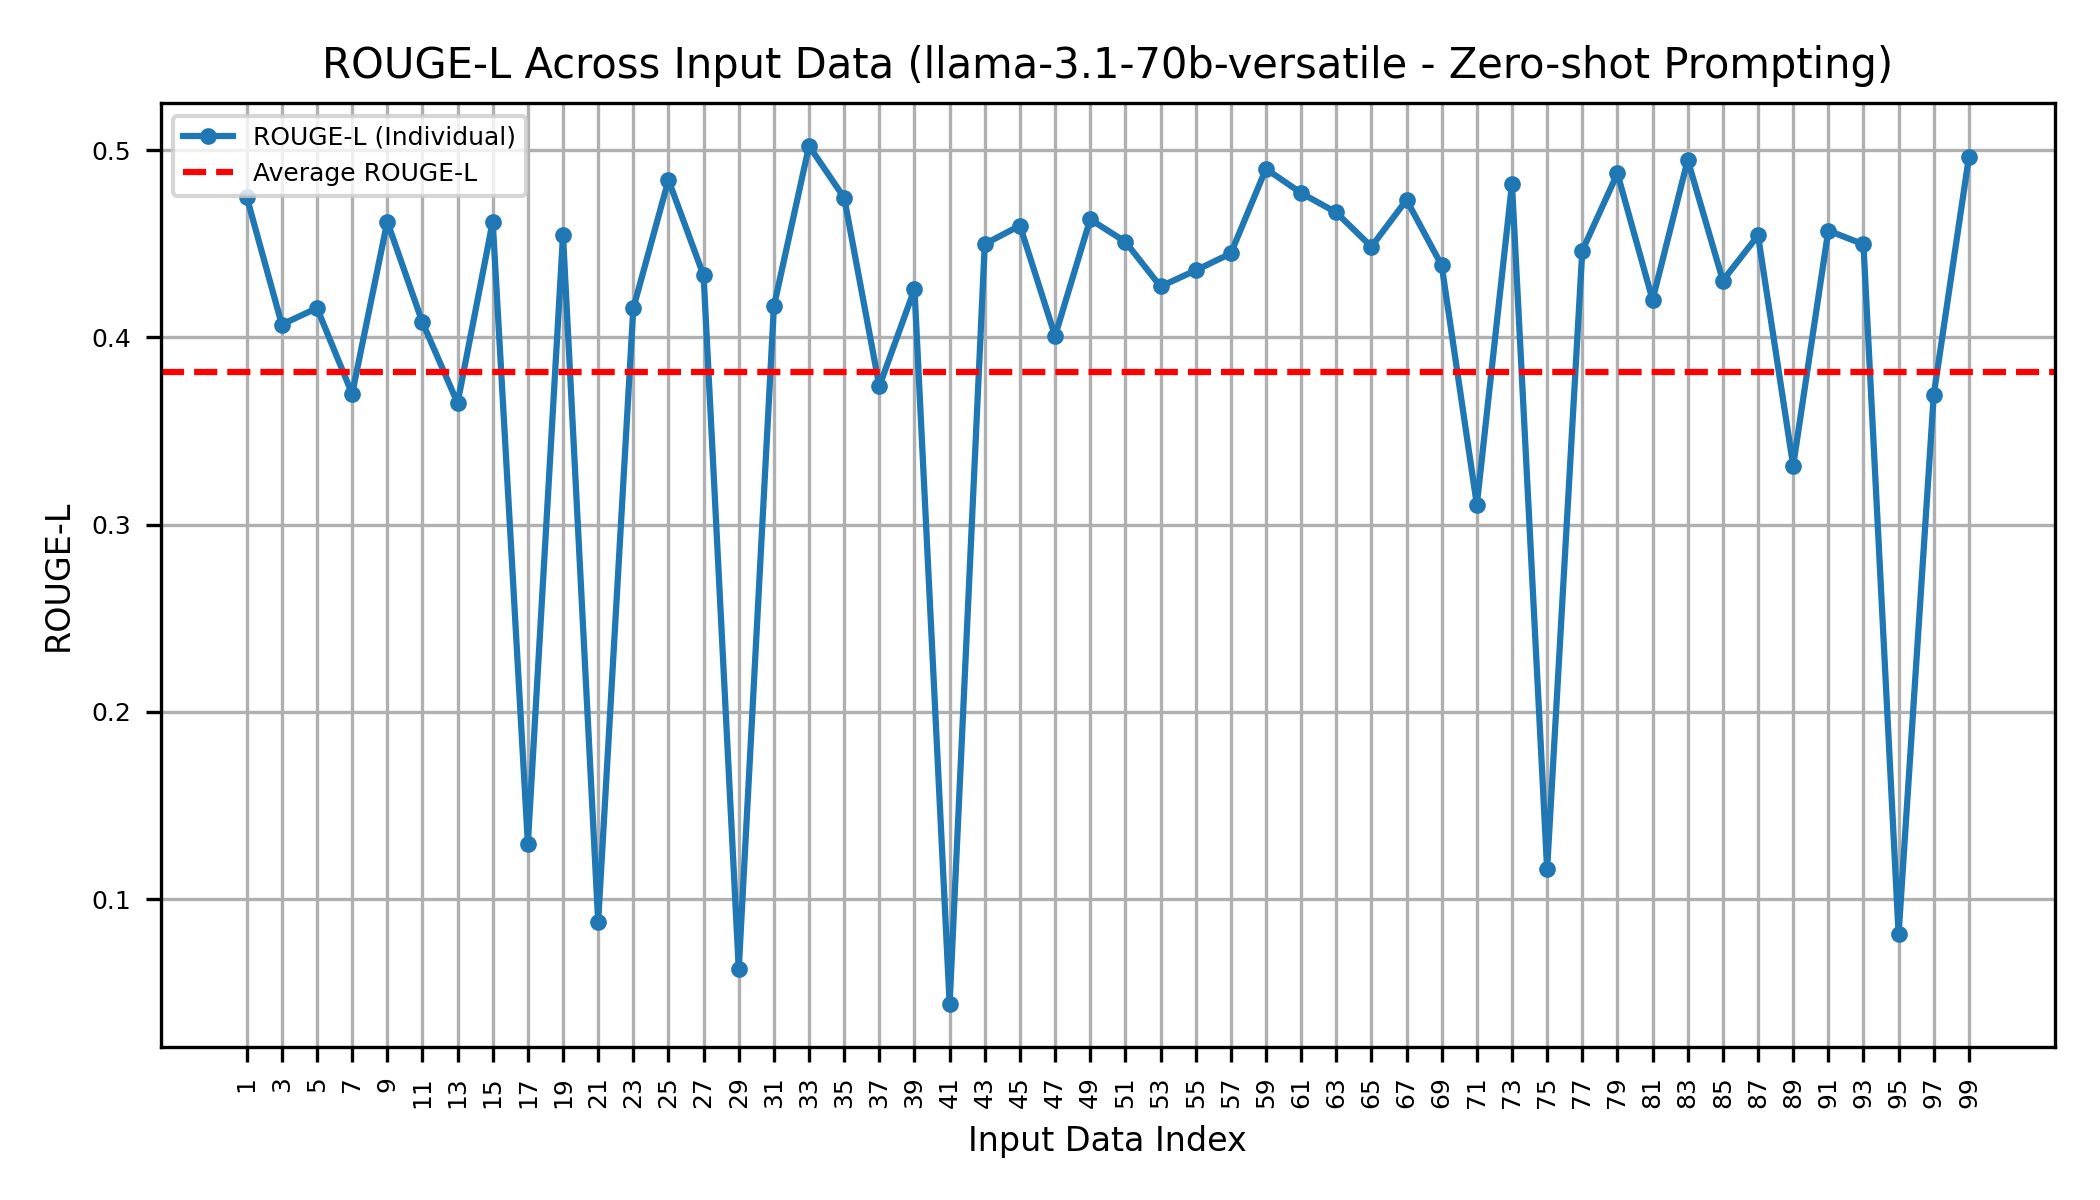 ROUGE-L Across Input Data (llama-3.1-70b-versatile - Zero-shot Prompting)
ROUGE-L (Individual)
Average ROUGE-L
0.5
0.4
0.3
0.2
0.1
ROUGE-L
1 3 5 7 9 11 13 15 17 19 21 23 25 27 29 31 33 35 37 39 41 43 45 47 49 51 53 55 57 59 61 63 65 67 69 71 73 75 77 79 81 83 85 87 89 91 93 95 97 99
Input Data Index